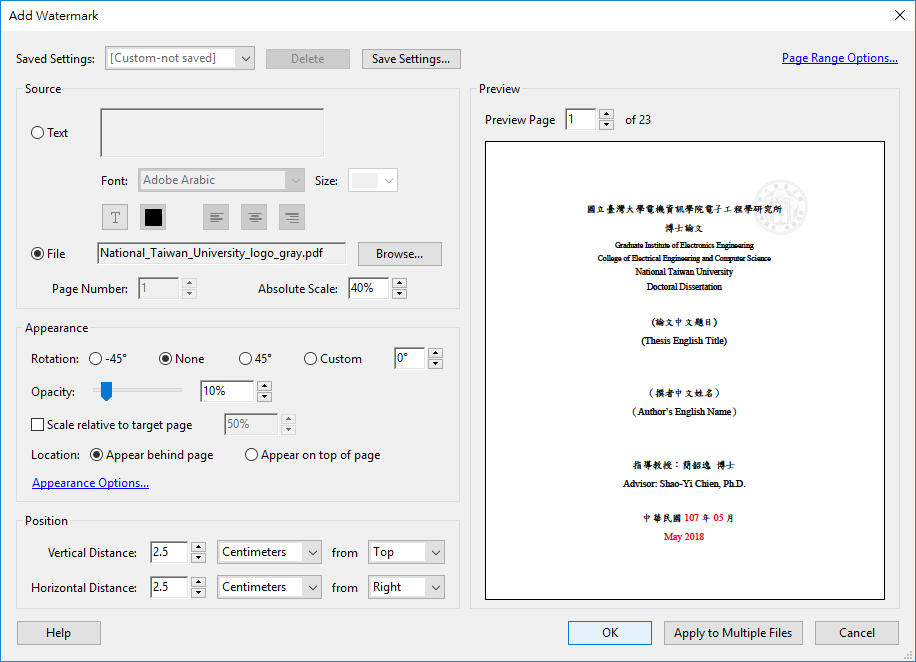 Add Watermark
Saved Settings: [Custom-not saved] Delete Save Settings... Page Range Options...
Source
Text
Font: Adobe Arabic Size:
T
File National_Taiwan_University_logo_gray.pdf Browse...
Page Number: 1 Absolute Scale: 40%
Appearance
Rotation: -45° None 45° Custom 0°
Opacity: 10%
Scale relative to target page 50%
Location: Appear behind page Appear on top of page
Appearance Options...
Position
Vertical Distance: 2.5 Centimeters from Top
Horizontal Distance: 2.5 Centimeters from Right
Preview
Preview Page 1 of 23
國立臺灣大學電機資訊學院電子工程學研究所
博士論文
Graduate Institute of Electronics Engineering
College of Electrical Engineering and Computer Science
National Taiwan University
Doctoral Dissertation
(論文中文題目)
(Thesis English Title)
（撰者中文姓名）
（Author's English Name）
指導教授：簡韶逸 博士
Advisor: Shao-Yi Chien, Ph.D.
中華民國 107 年 05 月
May 2018
Help OK Apply to Multiple Files Cancel